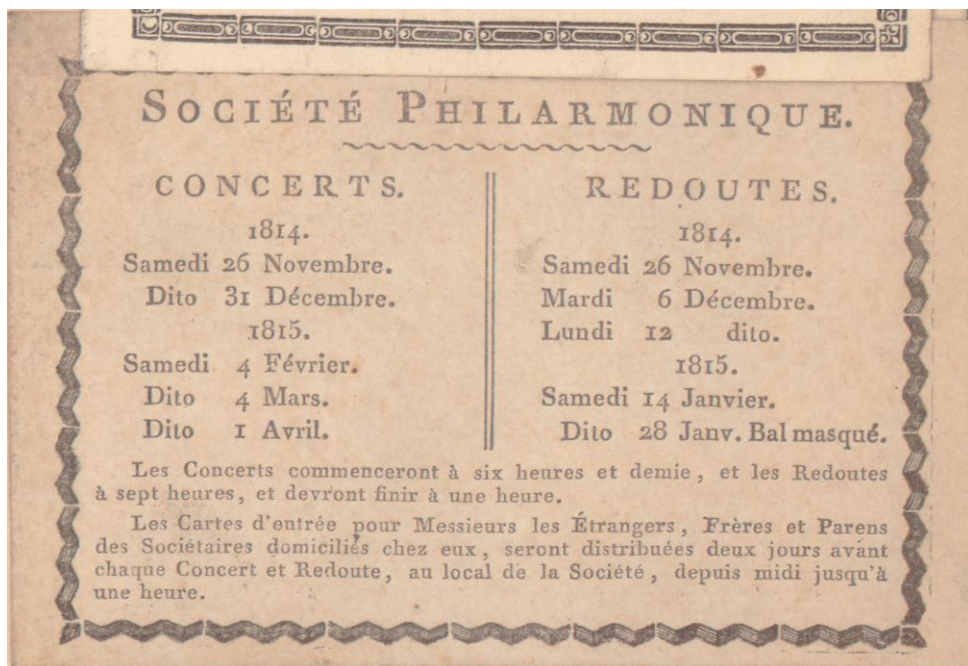 SOCIÉTÉ PHILARMONIQUE.
CONCERTS.
1814.
Samedi 26 Novembre.
Dito 31 Décembre.
1815.
Samedi 4 Février.
Dito 4 Mars.
Dito 1 Avril.
REDOUTES.
1814.
Samedi 26 Novembre.
Mardi 6 Décembre.
Lundi 12 dito.
1815.
Samedi 14 Janvier.
Dito 28 Janv. Bal masqué.
Les Concerts commenceront à six heures et demie, et les Redoutes
à sept heures, et devront finir à une heure.
Les Cartes d'entrée pour Messieurs les Étrangers, Frères et Parens
des Sociétaires domiciliés chez eux, seront distribuées deux jours avant
chaque Concert et Redoute, au local de la Société, depuis midi jusqu'à
une heure.